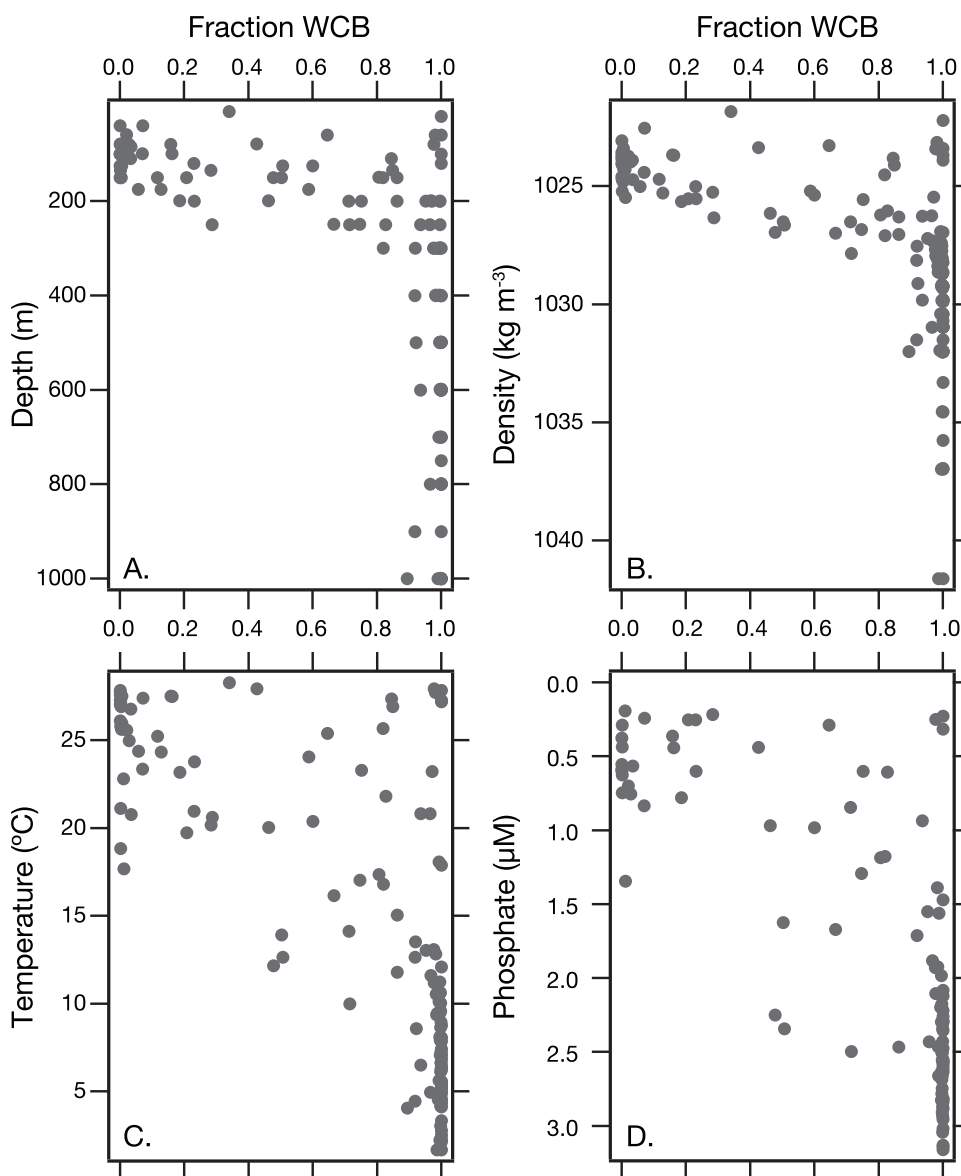 Fraction WCB
0.0 0.2 0.4 0.6 0.8 1.0
Depth (m)
200
400
600
800
1000
A.
Fraction WCB
0.0 0.2 0.4 0.6 0.8 1.0
Density (kg m-3)
1025
1030
1035
1040
B.
0.0 0.2 0.4 0.6 0.8 1.0
Temperature (ºC)
25
20
15
10
5
C.
0.0 0.2 0.4 0.6 0.8 1.0
Phosphate (µM)
0.0
0.5
1.0
1.5
2.0
2.5
3.0
D.